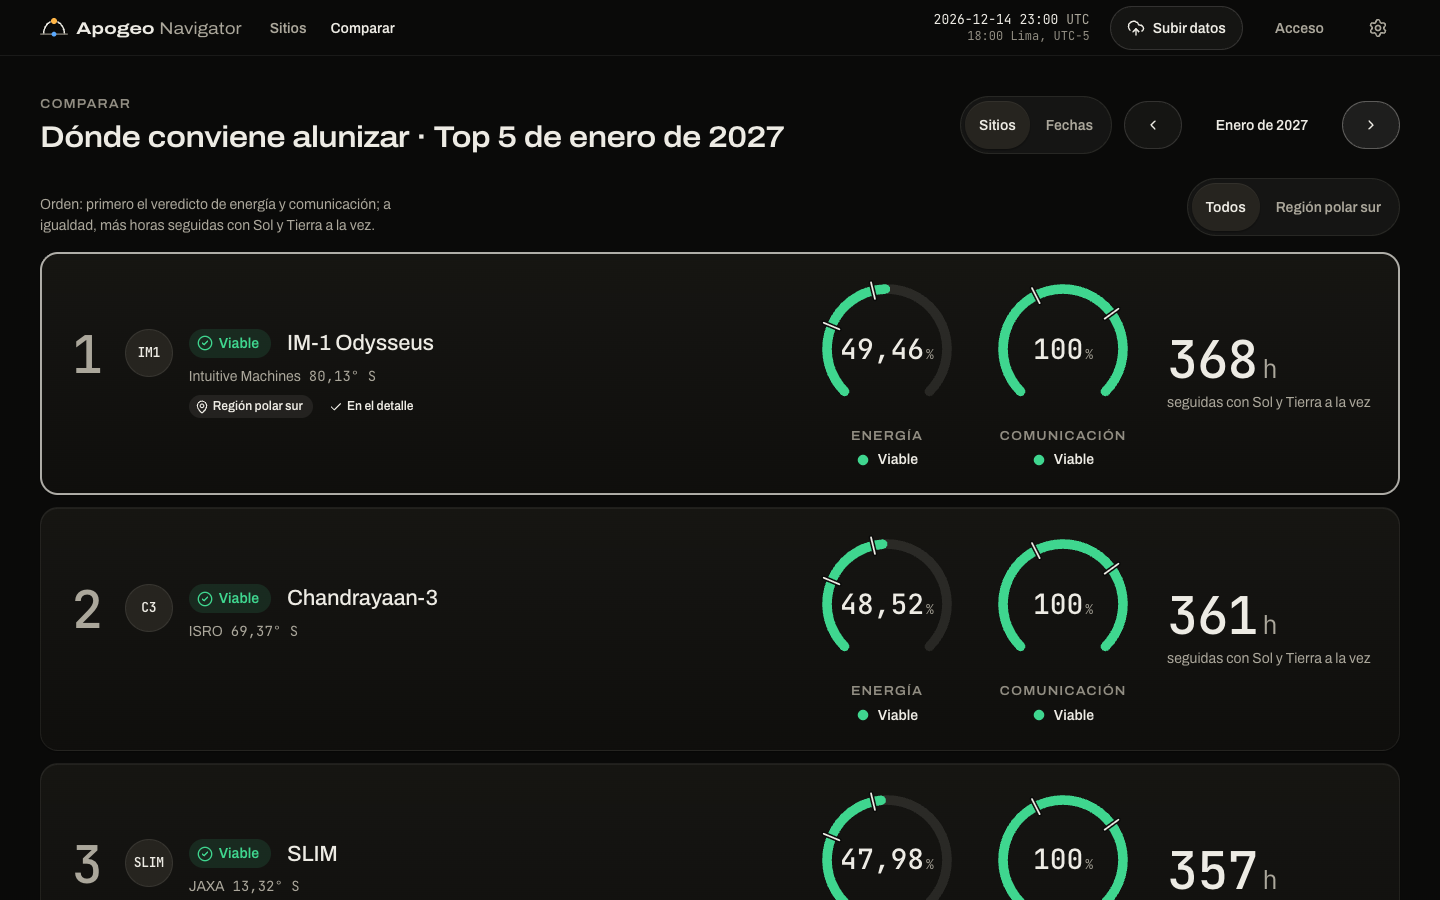 Apogeo Navigator
Sitios
Comparar
2026-12-14 23:00 UTC
18:00 Lima, UTC-5
Subir datos
Acceso
COMPARAR
Dónde conviene alunizar · Top 5 de enero de 2027
Sitios
Fechas
Enero de 2027
Orden: primero el veredicto de energía y comunicación; a
igualdad, más horas seguidas con Sol y Tierra a la vez.
Todos
Región polar sur
1
IM1
Viable
IM-1 Odysseus
Intuitive Machines 80,13° S
Región polar sur
En el detalle
49,46%
ENERGÍA
Viable
100%
COMUNICACIÓN
Viable
368 h
seguidas con Sol y Tierra a la vez
2
C3
Viable
Chandrayaan-3
ISRO 69,37° S
48,52%
ENERGÍA
Viable
100%
COMUNICACIÓN
Viable
361 h
seguidas con Sol y Tierra a la vez
3
SLIM
Viable
SLIM
JAXA 13,32° S
47,98%
100%
357 h